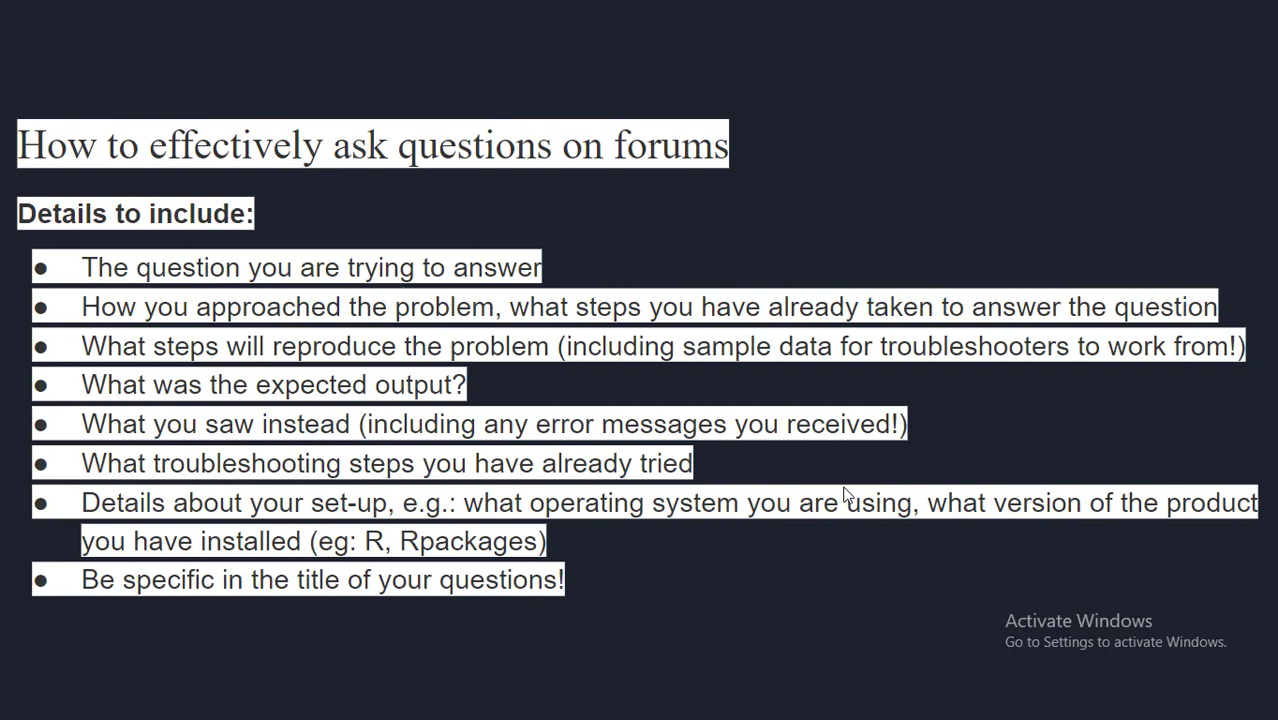 How to effectively ask questions on forums
Details to include:
● The question you are trying to answer
● How you approached the problem, what steps you have already taken to answer the question
● What steps will reproduce the problem (including sample data for troubleshooters to work from!)
● What was the expected output?
● What you saw instead (including any error messages you received!)
● What troubleshooting steps you have already tried
● Details about your set-up, e.g.: what operating system you are using, what version of the product
you have installed (eg: R, Rpackages)
● Be specific in the title of your questions!
Activate Windows
Go to Settings to activate Windows.